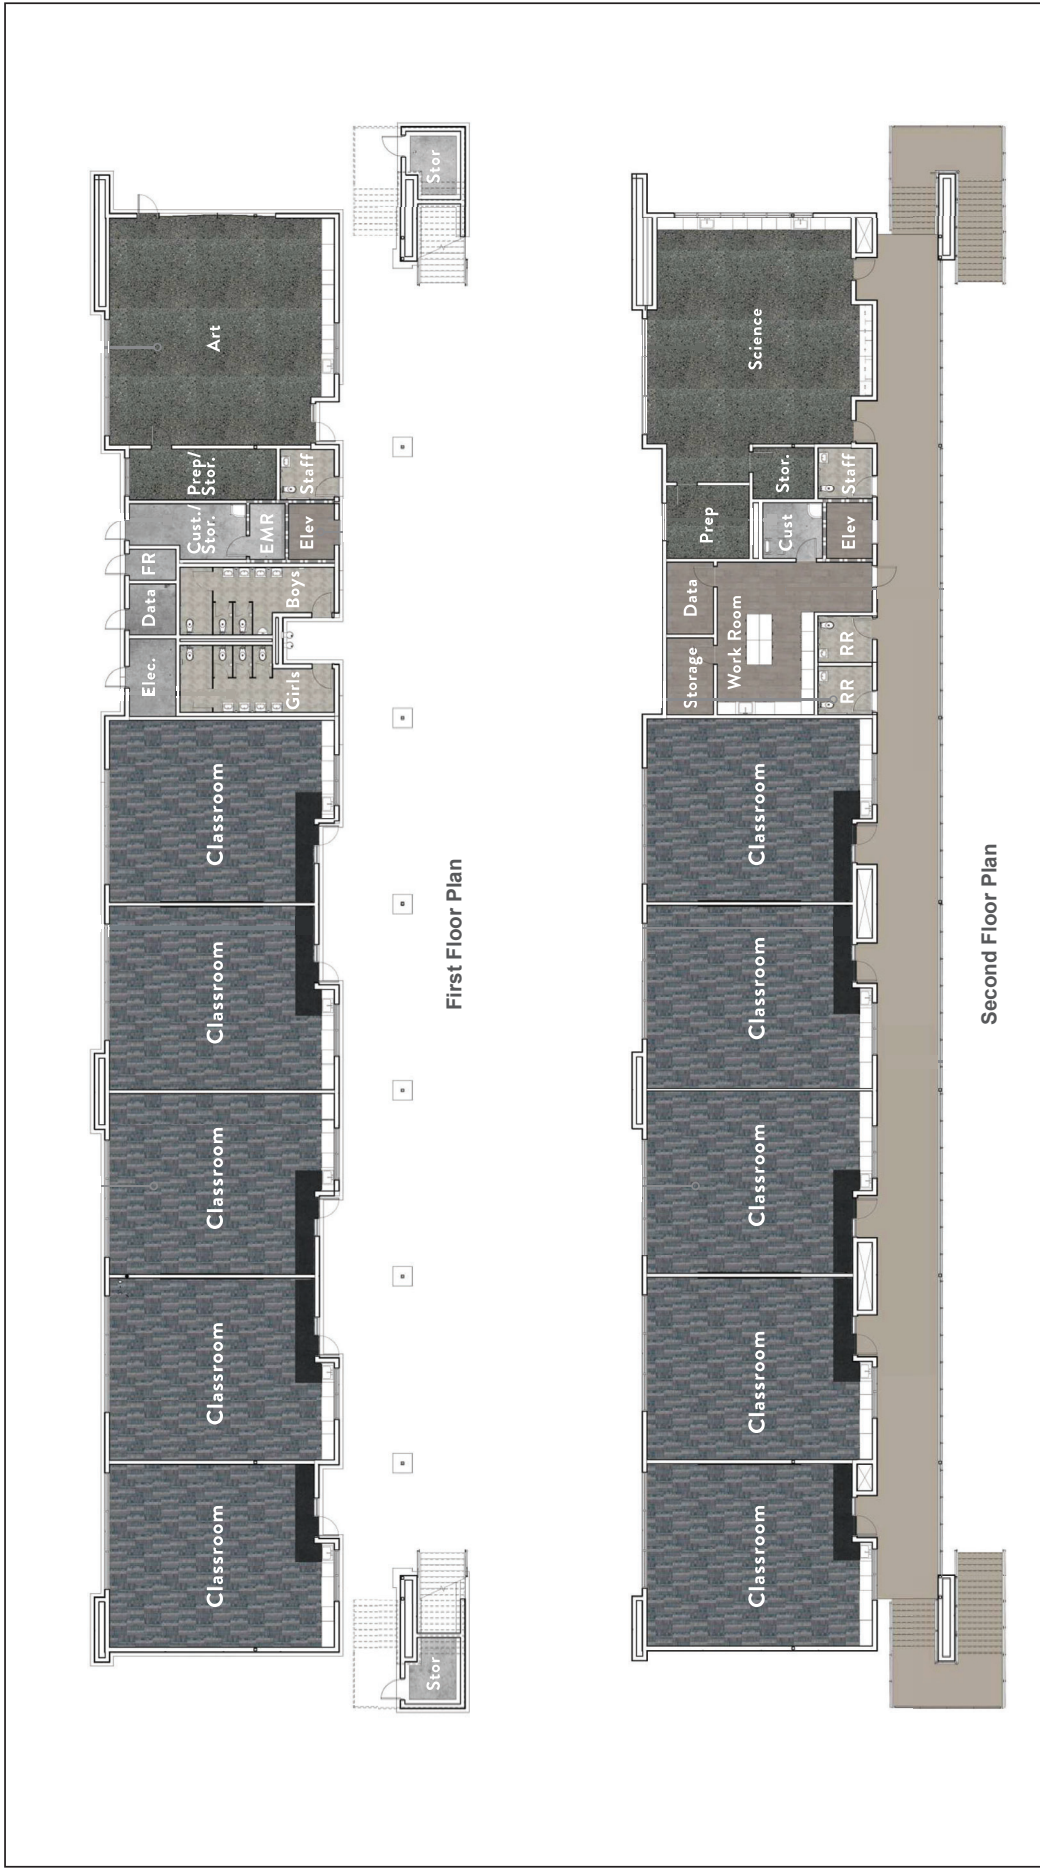 Classroom
Classroom
Classroom
Classroom
Classroom
Elec.
Data
FR
Girls
Boys
Cust./
Stor.
EMR
Elev
Prep/
Stor.
Staff
Art
Stor
Stor
First Floor Plan
Classroom
Classroom
Classroom
Classroom
Classroom
Storage
Data
Work Room
RR
RR
Prep
Cust
Elev
Stor.
Staff
Science
Second Floor Plan